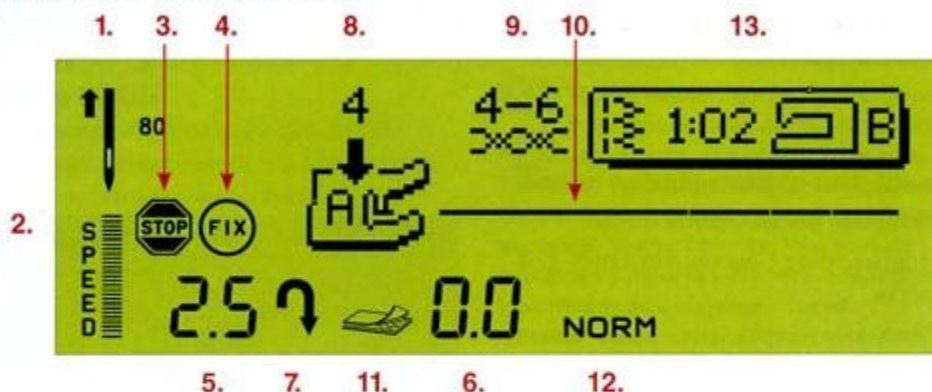 1. 3. 4. 8. 9. 10. 13.
80
4
4-6
1:02 B
STOP
FIX
A
2.
SPEED
2.5
0.0
NORM
5. 7. 11. 6. 12.